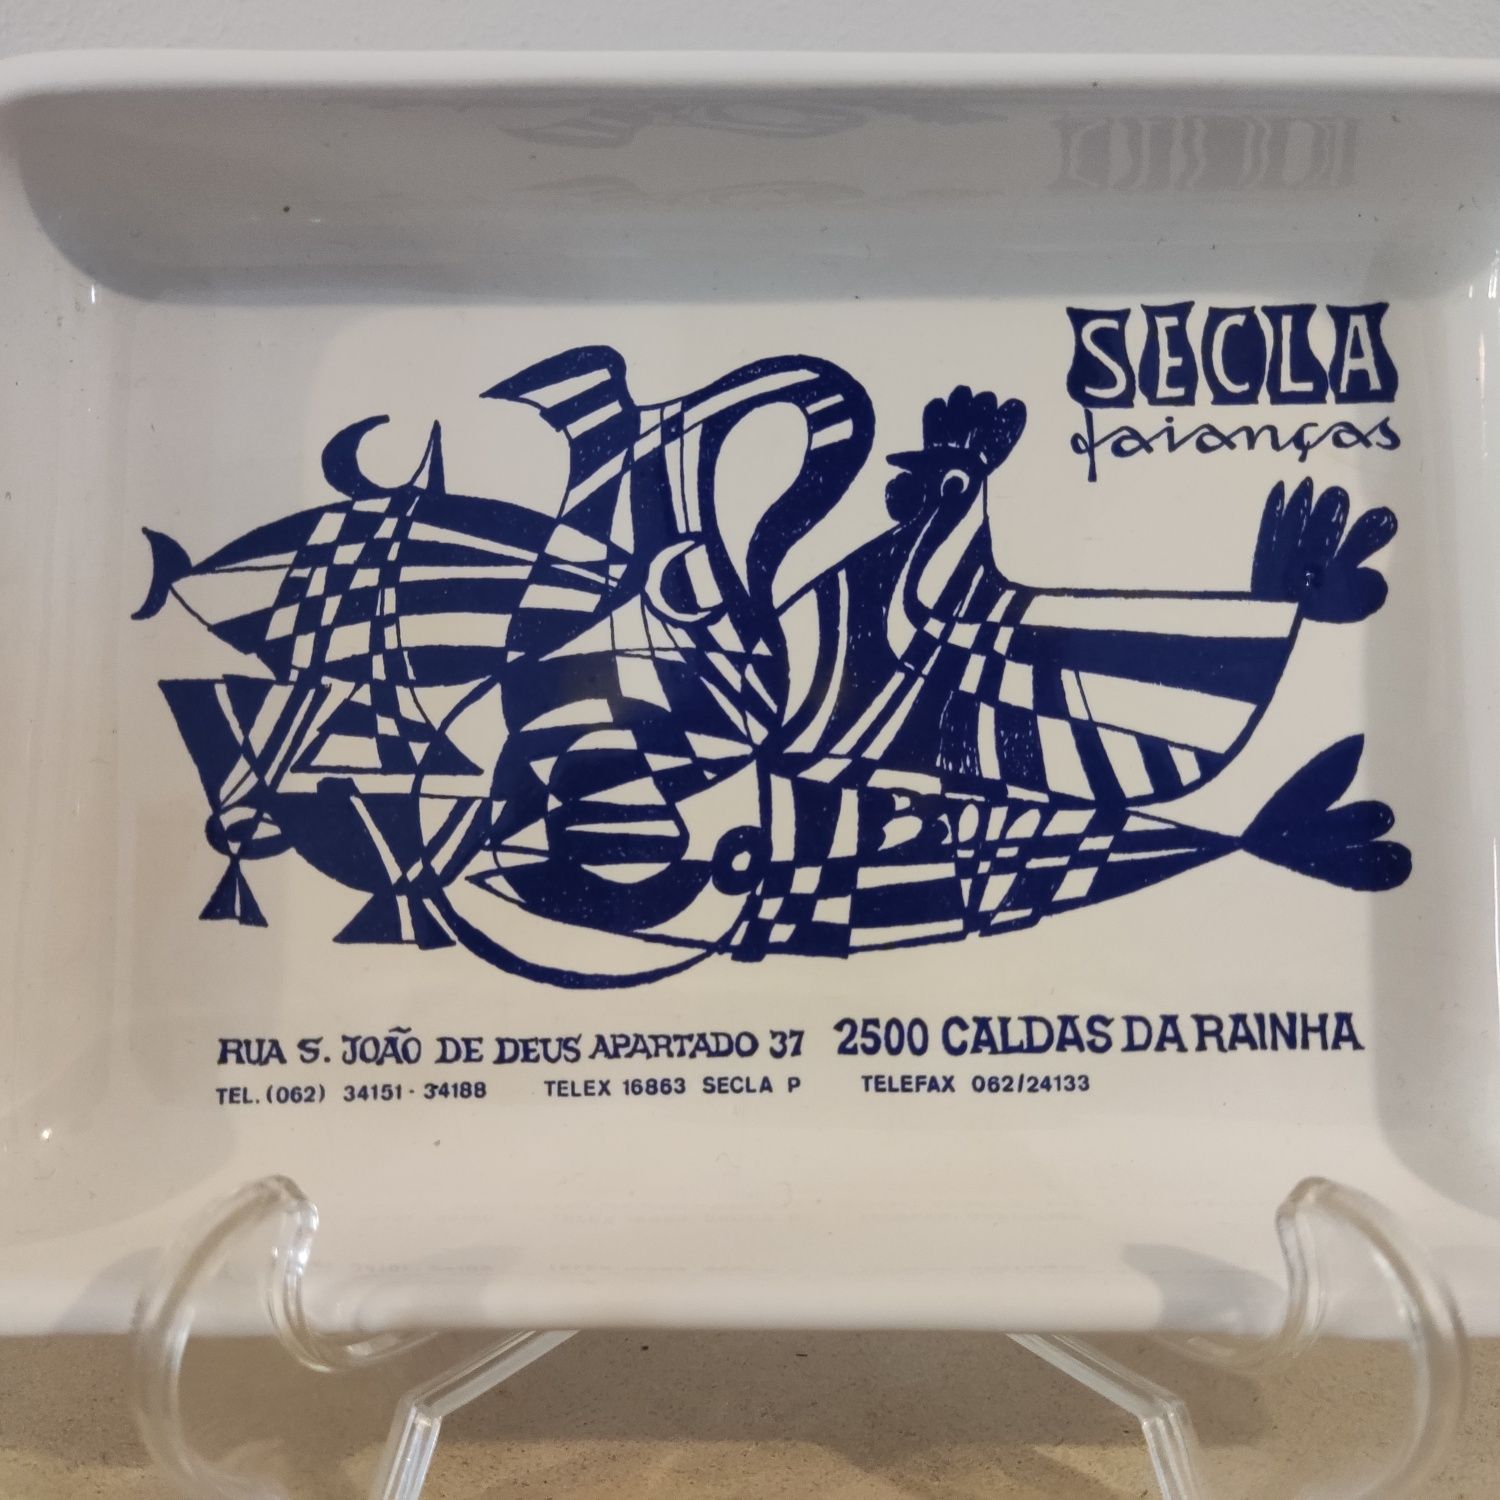 SECLA
faianças
RUA S. JOÃO DE DEUS APARTADO 37 2500 CALDAS DA RAINHA
TEL. (062) 34151 · 34188 TELEX 16863 SECLA P TELEFAX 062/24133